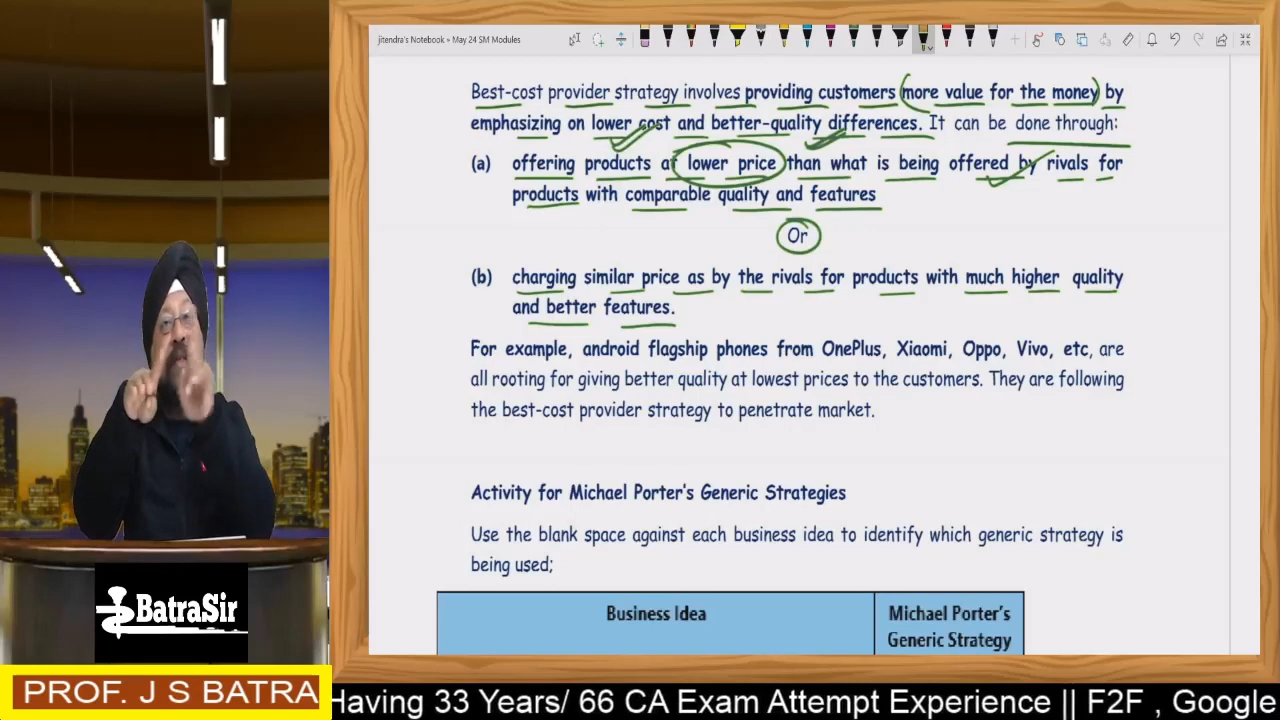 jitendra's Notebook » May 24 SM Modules
Best-cost provider strategy involves providing customers (more value for the money) by
emphasizing on lower cost and better-quality differences. It can be done through:
(a) offering products at lower price than what is being offered by rivals for
products with comparable quality and features
Or
(b) charging similar price as by the rivals for products with much higher quality
and better features.
For example, android flagship phones from OnePlus, Xiaomi, Oppo, Vivo, etc, are
all rooting for giving better quality at lowest prices to the customers. They are following
the best-cost provider strategy to penetrate market.
Activity for Michael Porter's Generic Strategies
Use the blank space against each business idea to identify which generic strategy is
being used;
Business Idea
Michael Porter's
Generic Strategy
BatraSir
PROF. J S BATRA
Having 33 Years/ 66 CA Exam Attempt Experience || F2F , Google